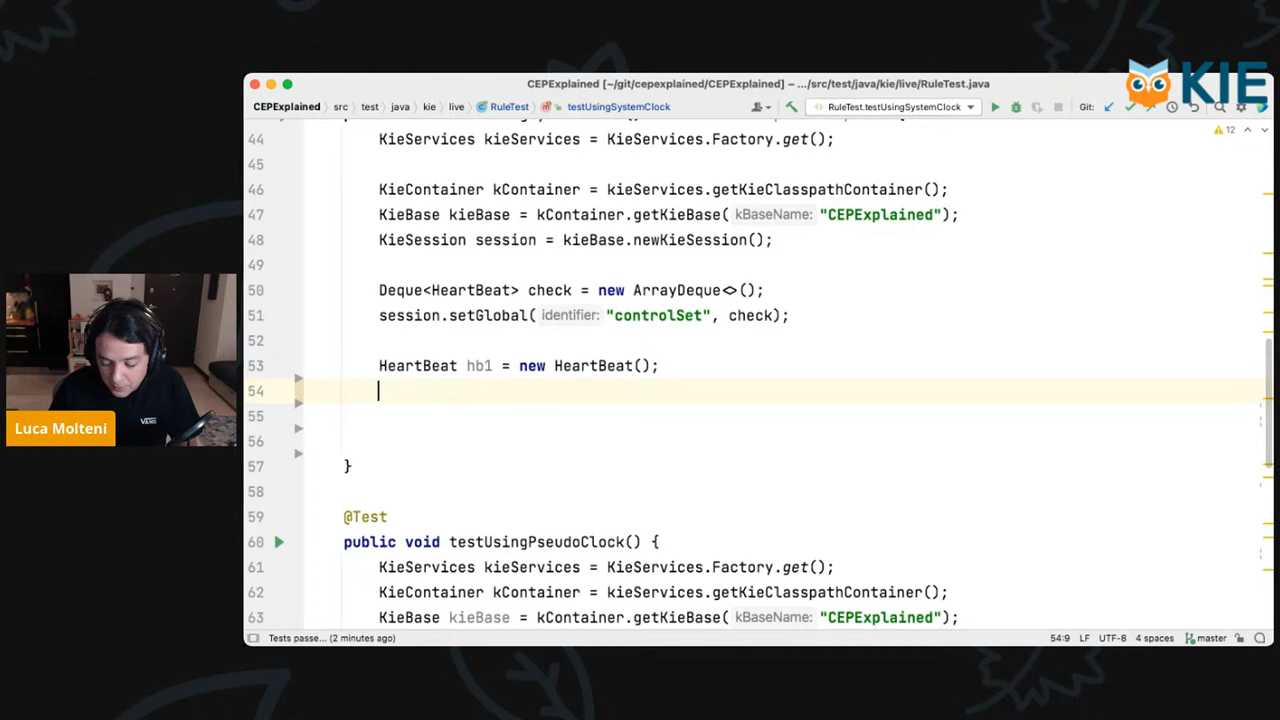 KIE
CEPExplained [~/git/cepexplained/CEPExplained] – .../src/test/java/kie/live/RuleTest.java
CEPExplained src test java kie live RuleTest testUsingSystemClock RuleTest.testUsingSystemClock Git:
12
44 KieServices kieServices = KieServices.Factory.get();
45
46 KieContainer kContainer = kieServices.getKieClasspathContainer();
47 KieBase kieBase = kContainer.getKieBase( kBaseName: "CEPExplained");
48 KieSession session = kieBase.newKieSession();
49
50 Deque<HeartBeat> check = new ArrayDeque<>();
51 session.setGlobal( identifier: "controlSet", check);
52
53 HeartBeat hb1 = new HeartBeat();
54
55
56
57 }
58
59 @Test
60 public void testUsingPseudoClock() {
61 KieServices kieServices = KieServices.Factory.get();
62 KieContainer kContainer = kieServices.getKieClasspathContainer();
63 KieBase kieBase = kContainer.getKieBase( kBaseName: "CEPExplained");
Tests passe... (2 minutes ago) 54:9 LF UTF-8 4 spaces master
VANS
Luca Molteni